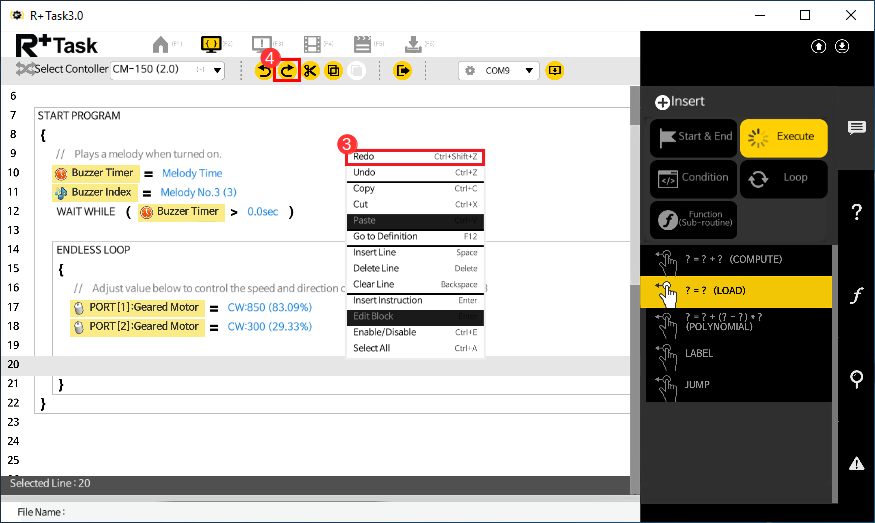 R+ Task3.0
R+Task
(F1)
(F2)
(F3)
(F4)
(F5)
(F6)
4
Select Contoller
CM-150 (2.0)
COM9
6
7 START PROGRAM
8 {
9 // Plays a melody when turned on.
10 Buzzer Timer = Melody Time
11 Buzzer Index = Melody No.3 (3)
12 WAIT WHILE ( Buzzer Timer > 0.0sec )
13
14 ENDLESS LOOP
15 {
16 // Adjust value below to control the speed and direction
17 PORT[1]:Geared Motor = CW:850 (83.09%)
18 PORT[2]:Geared Motor = CW:300 (29.33%)
20
21 }
22 }
23
24
25
3
Redo Ctrl+Shift+Z
Undo Ctrl+Z
Copy Ctrl+C
Cut Ctrl+X
Paste
Go to Definition F12
Insert Line Space
Delete Line Delete
Clear Line Backspace
Insert Instruction Enter
Edit Block
Enable/Disable Ctrl+E
Select All Ctrl+A
Insert
Start & End
Execute
Condition
Loop
Function
(Sub-routine)
? = ? + ? (COMPUTE)
? = ? (LOAD)
? = ? + (? - ?) * ?
(POLYNOMIAL)
LABEL
JUMP
Selected Line : 20
File Name :